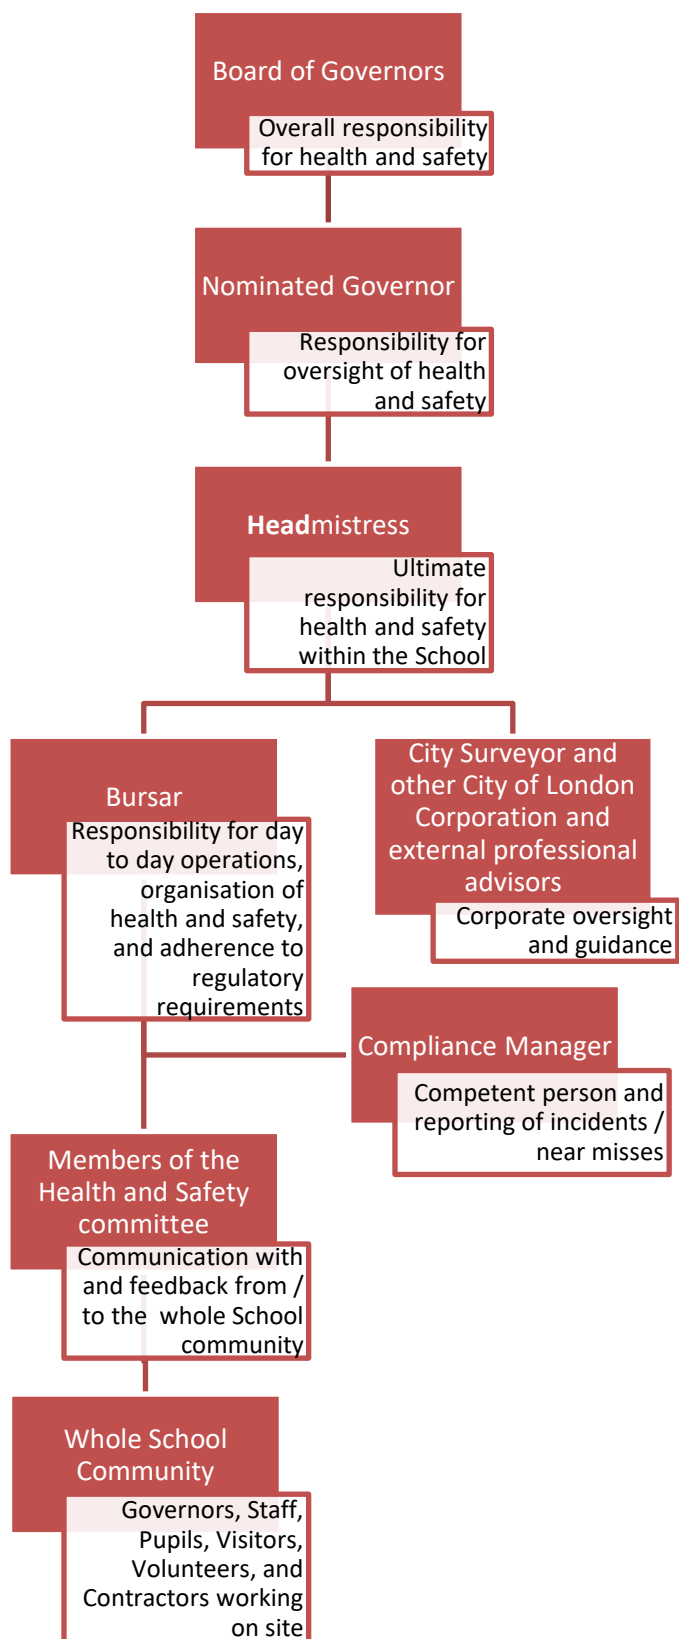 Board of Governors
Overall responsibility
for health and safety
Nominated Governor
Responsibility for
oversight of health
and safety
Headmistress
Ultimate
responsibility for
health and safety
within the School
Bursar
Responsibility for day
to day operations,
organisation of
health and safety,
and adherence to
regulatory
requirements
City Surveyor and
other City of London
Corporation and
external professional
advisors
Corporate oversight
and guidance
Compliance Manager
Competent person and
reporting of incidents /
near misses
Members of the
Health and Safety
committee
Communication with
and feedback from /
to the  whole School
community
Whole School
Community
Governors, Staff,
Pupils, Visitors,
Volunteers, and
Contractors working
on site